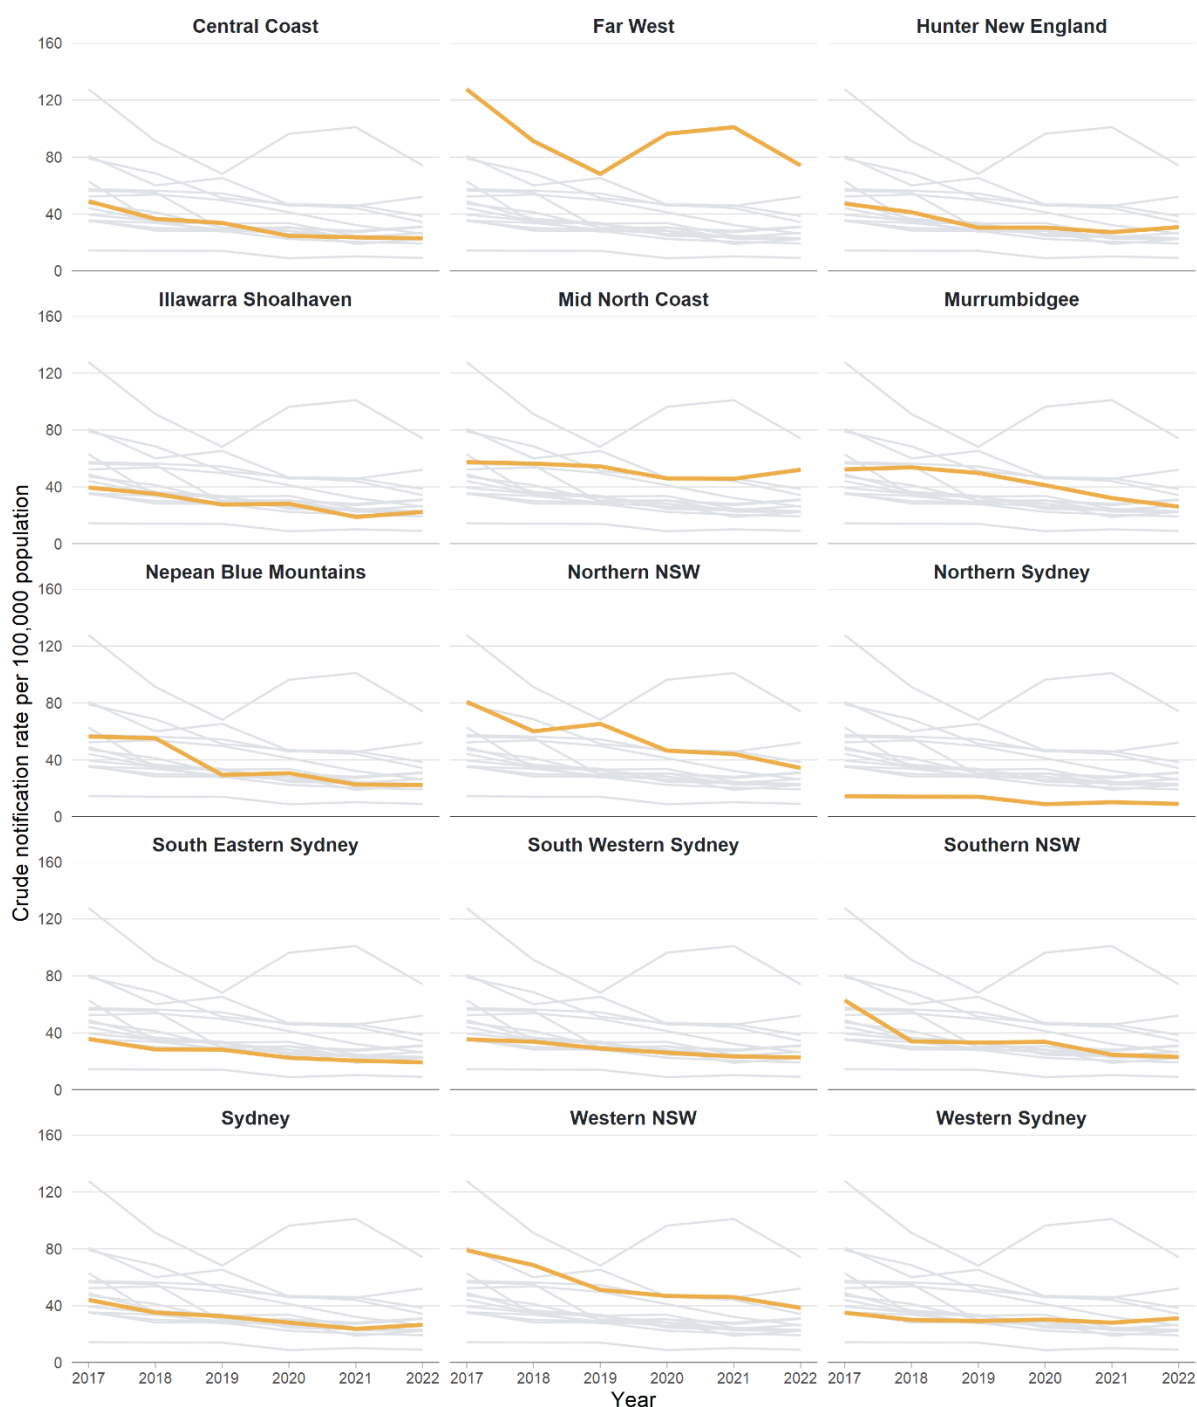 Central Coast
Far West
Hunter New England
160
120
80
40
0
Illawarra Shoalhaven
Mid North Coast
Murrumbidgee
160
120
80
40
0
Nepean Blue Mountains
Northern NSW
Northern Sydney
160
120
80
40
0
South Eastern Sydney
South Western Sydney
Southern NSW
160
120
80
40
0
Sydney
Western NSW
Western Sydney
160
120
80
40
0
2017 2018 2019 2020 2021 2022
2017 2018 2019 2020 2021 2022
2017 2018 2019 2020 2021 2022
Year
Crude notification rate per 100,000 population